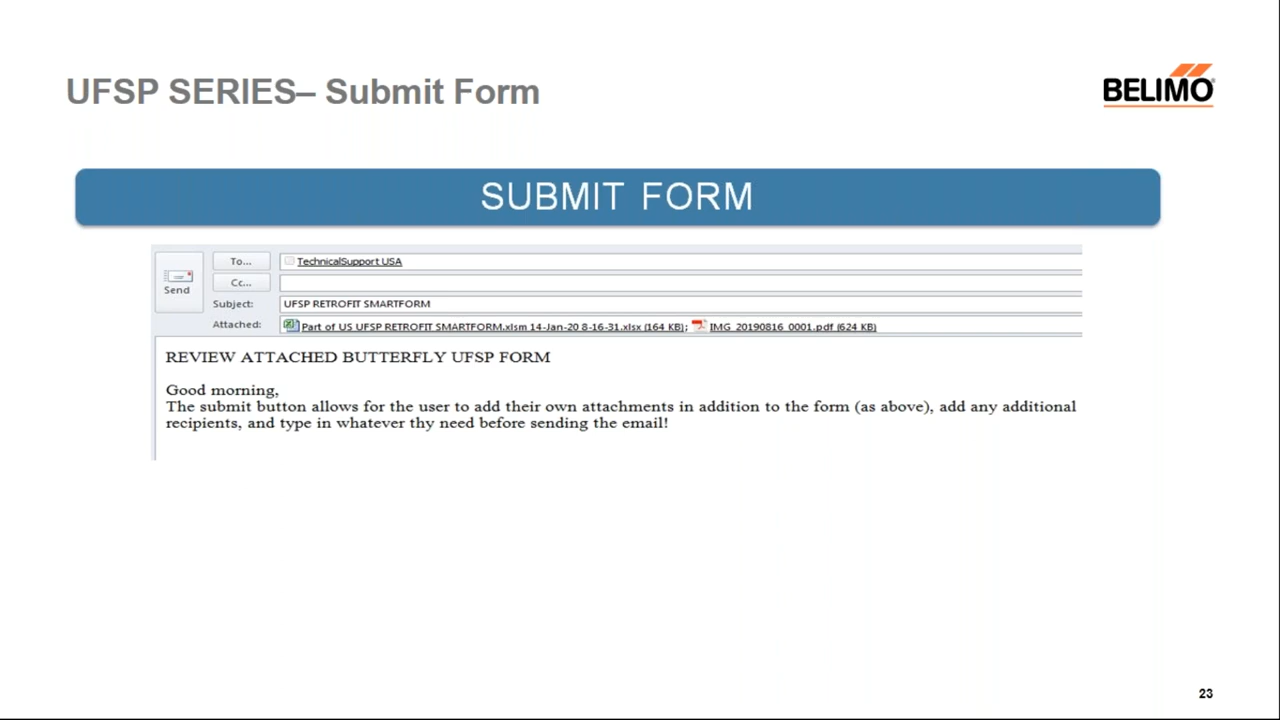 UFSP SERIES– Submit Form
BELIMO
SUBMIT FORM
Send
To...
TechnicalSupport USA
Cc...
Subject:
UFSP RETROFIT SMARTFORM
Attached:
Part of US UFSP RETROFIT SMARTFORM.xlsm 14-Jan-20 8-16-31.xlsx (164 KB); IMG_20190816_0001.pdf (624 KB)
REVIEW ATTACHED BUTTERFLY UFSP FORM
Good morning,
The submit button allows for the user to add their own attachments in addition to the form (as above), add any additional
recipients, and type in whatever thy need before sending the email!
23